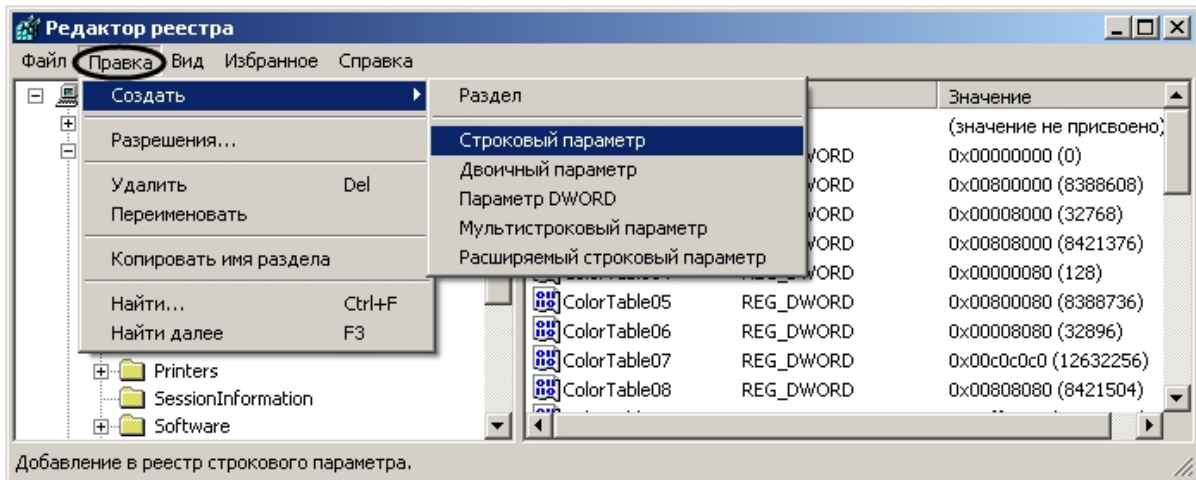 Редактор реестра
Файл Правка Вид Избранное Справка
Создать
Разрешения...
Удалить Del
Переименовать
Копировать имя раздела
Найти... Ctrl+F
Найти далее F3
Раздел
Строковый параметр
Двоичный параметр
Параметр DWORD
Мультистроковый параметр
Расширяемый строковый параметр
Значение
(значение не присвоено)
0x00000000 (0)
0x00800000 (8388608)
0x00008000 (32768)
0x00808000 (8421376)
0x00000080 (128)
ColorTable05 REG_DWORD 0x00800080 (8388736)
ColorTable06 REG_DWORD 0x00008080 (32896)
ColorTable07 REG_DWORD 0x00c0c0c0 (12632256)
ColorTable08 REG_DWORD 0x00808080 (8421504)
Printers
SessionInformation
Software
Добавление в реестр строкового параметра.